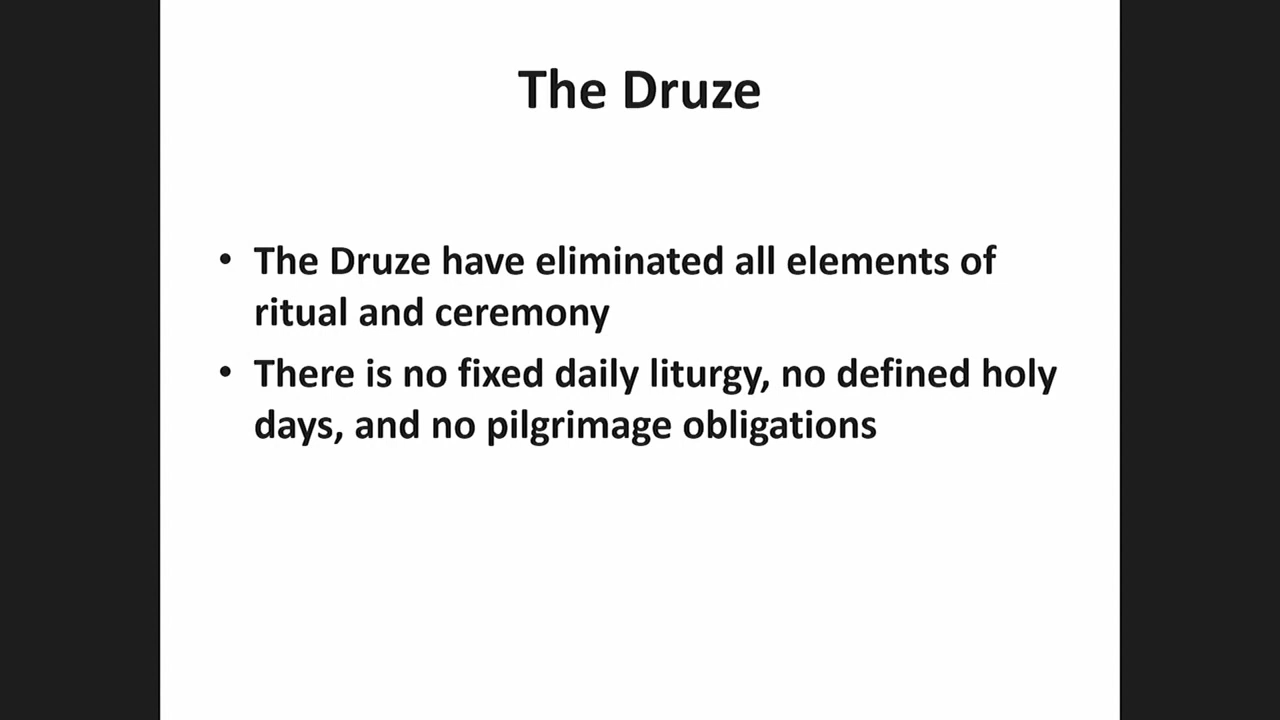 The Druze
• The Druze have eliminated all elements of
ritual and ceremony
• There is no fixed daily liturgy, no defined holy
days, and no pilgrimage obligations